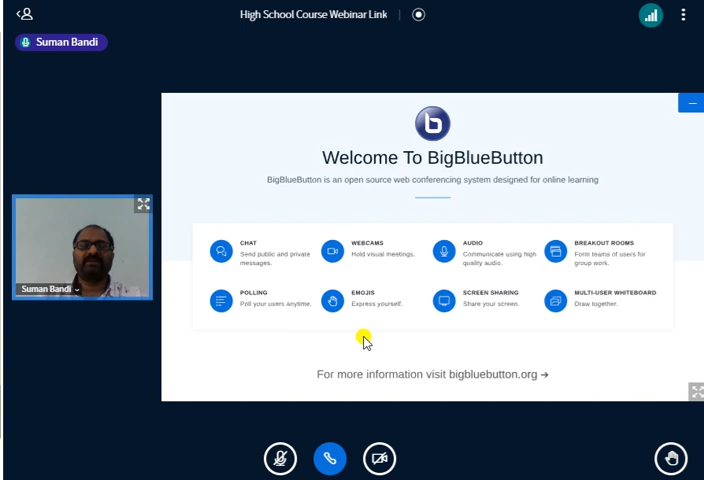 High School Course Webinar Link
Suman Bandi
Welcome To BigBlueButton
BigBlueButton is an open source web conferencing system designed for online learning
CHAT
Send public and private
messages.
WEBCAMS
Hold visual meetings.
AUDIO
Communicate using high
quality audio.
BREAKOUT ROOMS
Form teams of users for
group work.
POLLING
Poll your users anytime.
EMOJIS
Express yourself.
SCREEN SHARING
Share your screen.
MULTI-USER WHITEBOARD
Draw together.
For more information visit bigbluebutton.org →
Suman Bandi